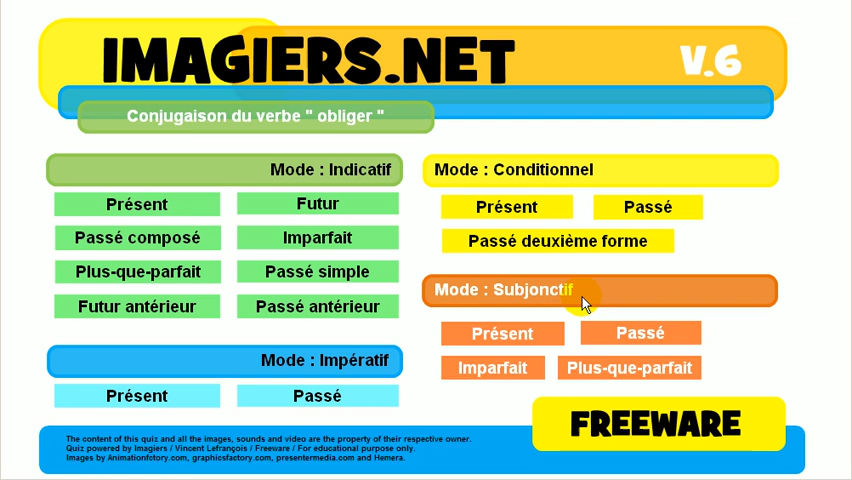 IMAGIERS.NET
V.6
Conjugaison du verbe " obliger "
Mode : Indicatif
Présent
Futur
Passé composé
Imparfait
Plus-que-parfait
Passé simple
Futur antérieur
Passé antérieur
Mode : Impératif
Présent
Passé
Mode : Conditionnel
Présent
Passé
Passé deuxième forme
Mode : Subjonctif
Présent
Passé
Imparfait
Plus-que-parfait
FREEWARE
The content of this quiz and all the images, sounds and video are the property of their respective owner.
Quiz powered by Imagiers / Vincent Lefrançois / Freeware / For educational purpose only.
Images by Animationfctory.com, graphicsfactory.com, presentermedia.com and Hemera.